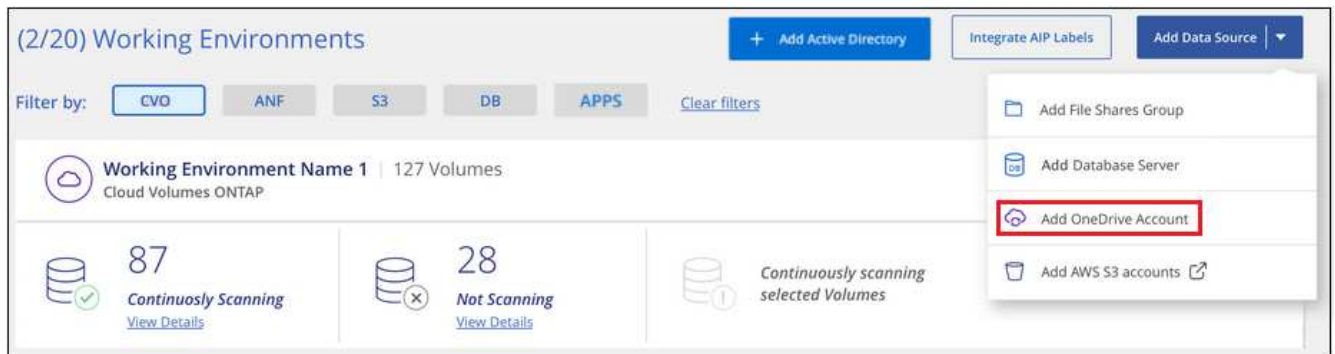 (2/20) Working Environments
+ Add Active Directory
Integrate AIP Labels
Add Data Source
Filter by:
CVO
ANF
S3
DB
APPS
Clear filters
Add File Shares Group
DB
Add Database Server
Add OneDrive Account
Add AWS S3 accounts
Working Environment Name 1 | 127 Volumes
Cloud Volumes ONTAP
87
Continuosly Scanning
View Details
28
Not Scanning
View Details
Continuously scanning
selected Volumes